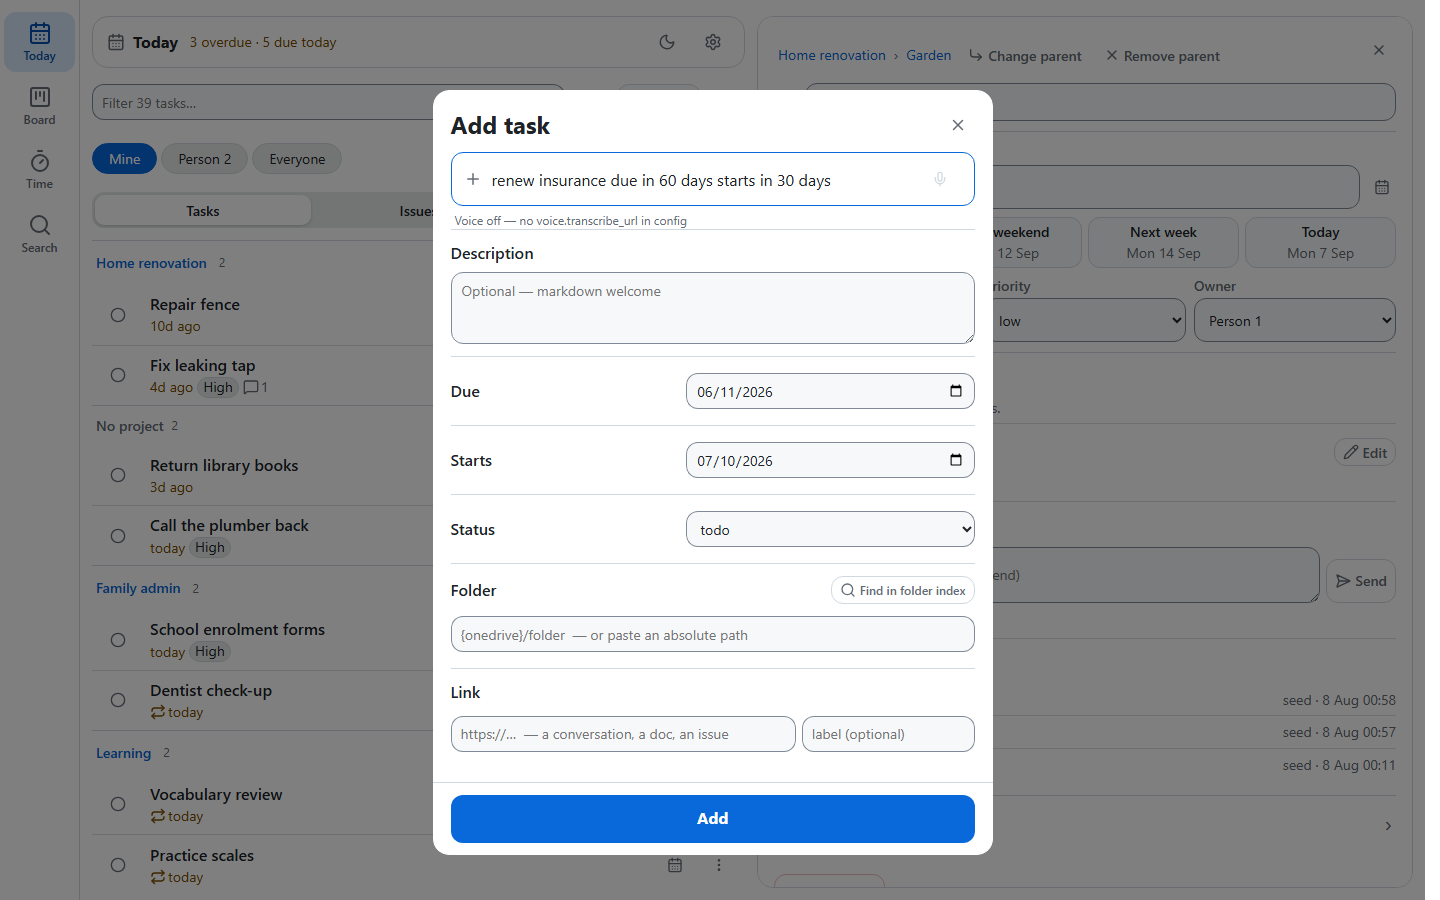 Today
Board
Time
Search
Today 3 overdue · 5 due today
Filter 39 tasks...
Mine
Person 2
Everyone
Tasks
Issues
Home renovation 2
Repair fence
10d ago
Fix leaking tap
4d ago High 1
No project 2
Return library books
3d ago
Call the plumber back
today High
Family admin 2
School enrolment forms
today High
Dentist check-up
today
Learning 2
Vocabulary review
today
Practice scales
today
Add task
renew insurance due in 60 days starts in 30 days
Voice off — no voice.transcribe_url in config
Description
Optional — markdown welcome
Due
06/11/2026
Starts
07/10/2026
Status
todo
Folder
Find in folder index
{onedrive}/folder — or paste an absolute path
Link
https://... — a conversation, a doc, an issue
label (optional)
Add
Home renovation › Garden
Change parent
Remove parent
weekend
12 Sep
Next week
Mon 14 Sep
Today
Mon 7 Sep
riority
Owner
low
Person 1
s.
Edit
end)
Send
seed · 8 Aug 00:58
seed · 8 Aug 00:57
seed · 8 Aug 00:11